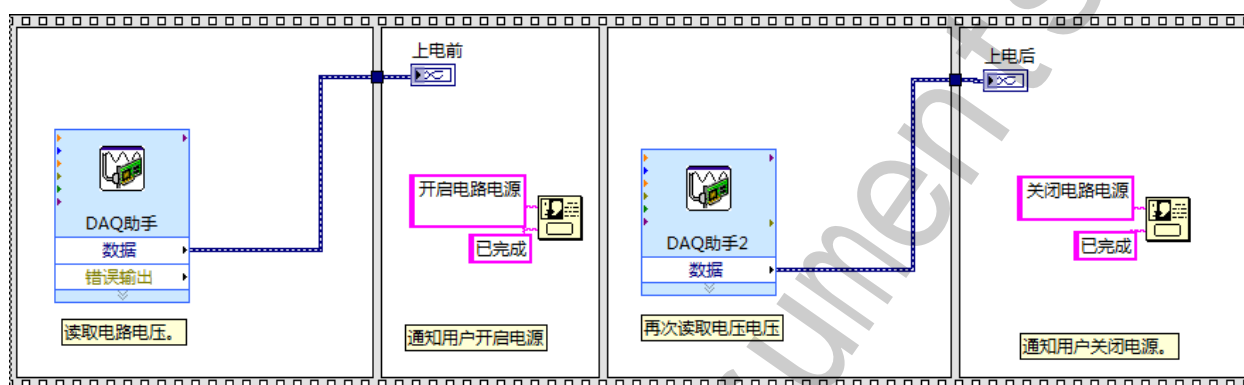 上电前
开启电路电源
已完成
DAQ助手
数据
错误输出
读取电路电压。
通知用户开启电源
上电后
关闭电路电源
已完成
DAQ助手2
数据
再次读取电压电压
通知用户关闭电源。